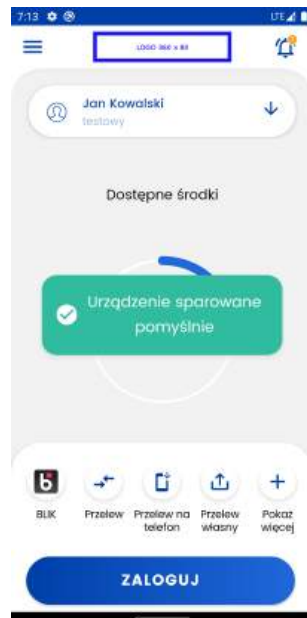 7:13 LTE
LOGO 360 x 80
Jan Kowalski
testowy
Dostępne środki
Urządzenie sparowane
pomyślnie
BLIK Przelew Przelew na telefon Przelew własny Pokaż więcej
ZALOGUJ